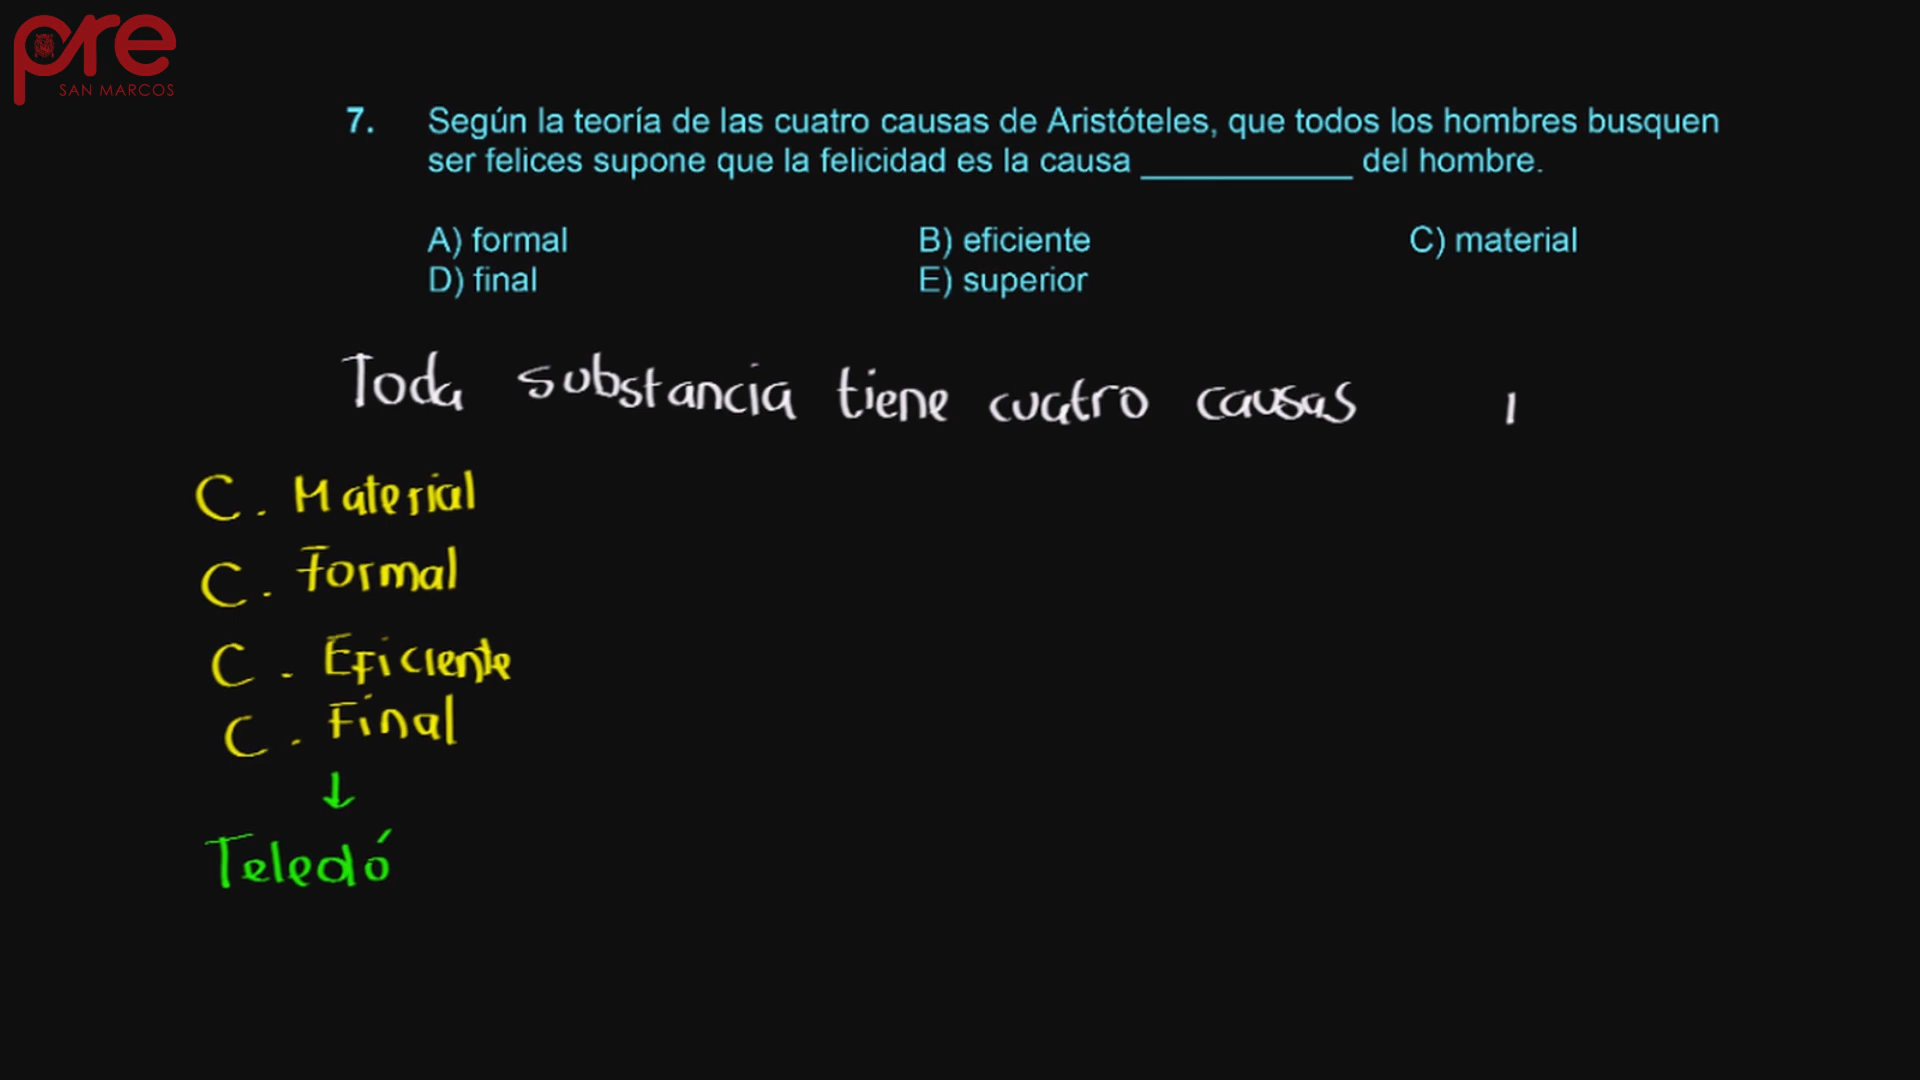 pre
SAN MARCOS
7. Según la teoría de las cuatro causas de Aristóteles, que todos los hombres busquen
ser felices supone que la felicidad es la causa ____________ del hombre.
A) formal B) eficiente C) material
D) final E) superior
Toda substancia tiene cuatro causas
C. Material
C. Formal
C. Eficiente
C. Final
↓
Teledó